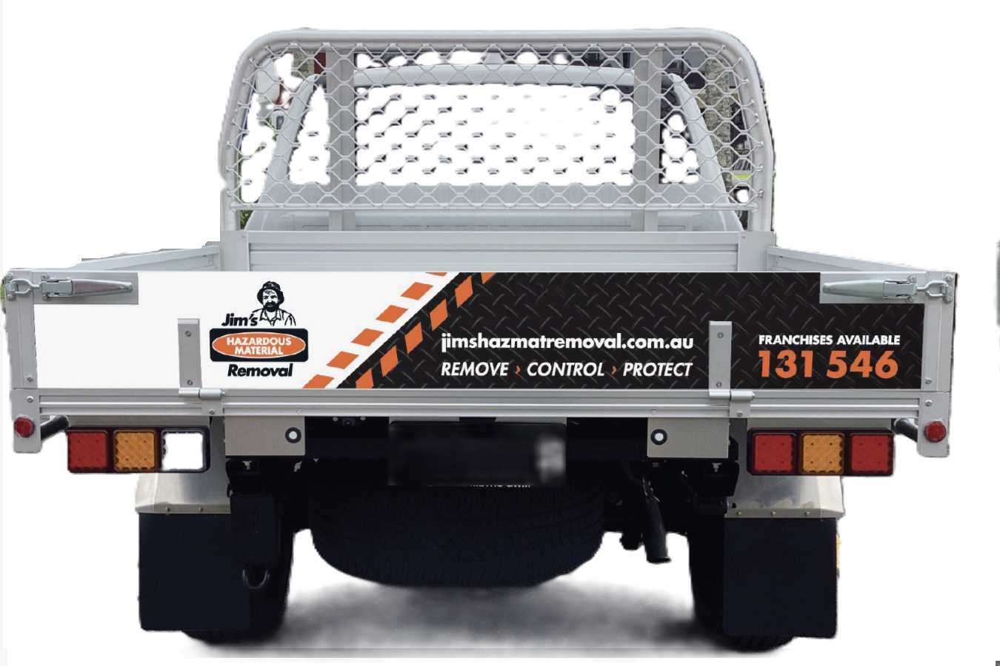 Jim's
HAZARDOUS
MATERIAL
Removal
jimshazmatremoval.com.au
REMOVE › CONTROL › PROTECT
FRANCHISES AVAILABLE
131 546